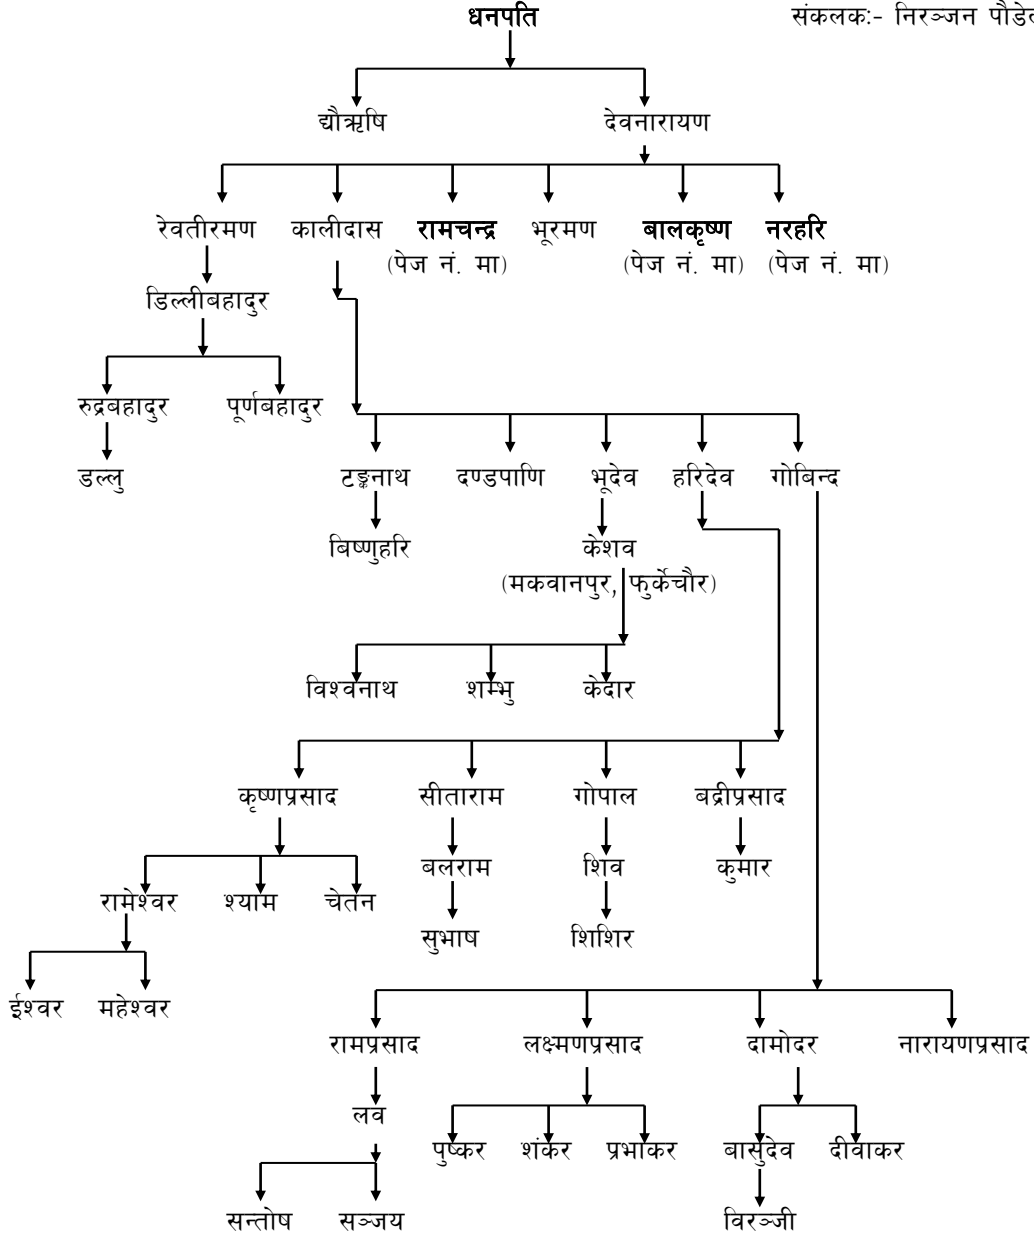 धनपति संकलकः- निरञ्जन
द्यौऋषि देवनारायण
रेवतीरमण कालीदास रामचन्द्र भूरमण बालकृष्ण नरहरि
(पेज नं. मा) (पेज नं. मा) (पेज नं. मा)
डिल्लीबहादुर
रुद्रबहादुर पूर्णबहादुर
डल्लु टङ्कनाथ दण्डपाणि भूदेव हरिदेव गोबिन्द
बिष्णुहरि केशव
(मकवानपुर, फुर्केचौर)
विश्वनाथ शम्भु केदार
कृष्णप्रसाद सीताराम गोपाल बद्रीप्रसाद
बलराम शिव कुमार
रामेश्वर श्याम चेतन
सुभाष शिशिर
ईश्वर महेश्वर
रामप्रसाद लक्ष्मणप्रसाद दामोदर नारायणप्रसाद
लव
पुष्कर शंकर प्रभाकर बासुदेव दीवाकर
सन्तोष सञ्जय विरञ्जी